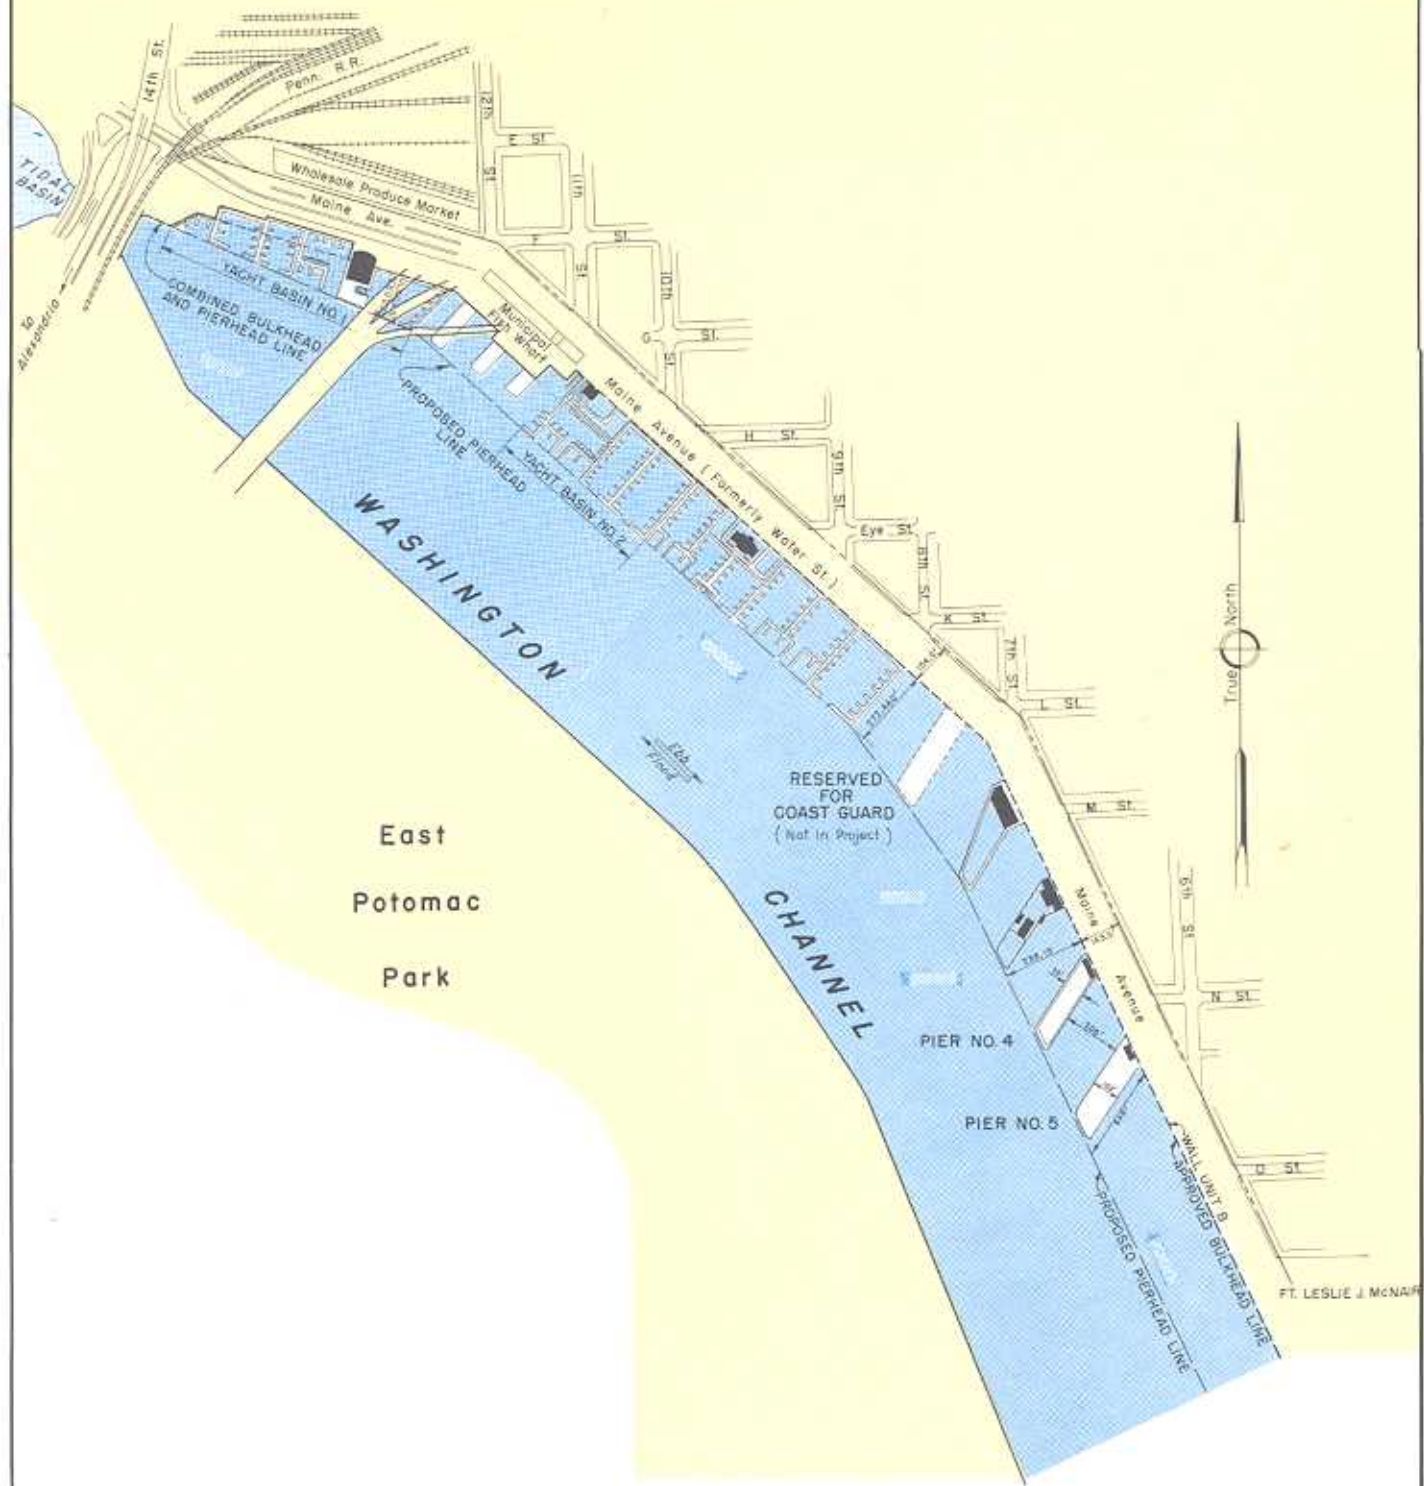 14th St.
Penn. R.R.
12th
St.
E St.
11th
St.
TIDAL
BASIN
Wholesale Produce Market
Maine Ave.
F St.
10th
St.
YACHT BASIN NO. 1
COMBINED BULKHEAD
AND PIERHEAD LINE
To
Alexandria
Municipal
Fish Wharf
G St.
PROPOSED PIERHEAD
LINE
YACHT BASIN NO. 2
Maine Avenue (Formerly Water St.)
H St.
9th St.
Eye St.
8th St.
K St.
7th St.
L St.
WASHINGTON
CHANNEL
True North
Ebb
Flood
RESERVED
FOR
COAST GUARD
(Not In Project)
M St.
East
Potomac
Park
Maine
Avenue
6th St.
N St.
PIER NO. 4
PIER NO. 5
WALL UNIT B
APPROVED BULKHEAD LINE
O St.
PROPOSED PIERHEAD LINE
FT. LESLIE J. McNAIR